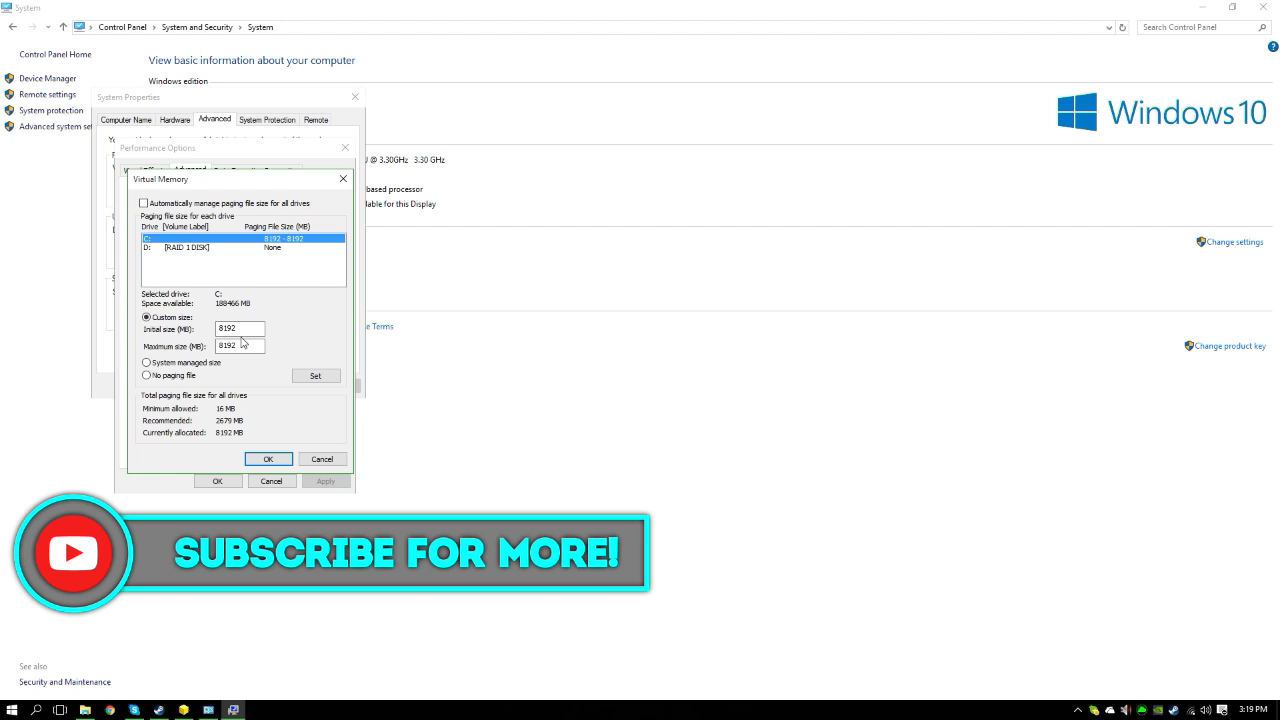 System
Control Panel
System and Security
System
Search Control Panel
Control Panel Home
Device Manager
Remote settings
System protection
Advanced system set
View basic information about your computer
Windows edition
Windows 10
U @ 3.30GHz 3.30 GHz
based processor
lable for this Display
Change settings
e Terms
Change product key
System Properties
Computer Name
Hardware
Advanced
System Protection
Remote
Performance Options
Virtual Memory
Automatically manage paging file size for all drives
Paging file size for each drive
Drive [Volume Label] Paging File Size (MB)
C: 8192 - 8192
D: [RAID 1 DISK] None
Selected drive: C:
Space available: 188466 MB
Custom size:
Initial size (MB): 8192
Maximum size (MB): 8192
System managed size
No paging file
Set
Total paging file size for all drives
Minimum allowed: 16 MB
Recommended: 2679 MB
Currently allocated: 8192 MB
OK Cancel
OK Cancel Apply
SUBSCRIBE FOR MORE!
See also
Security and Maintenance
3:19 PM